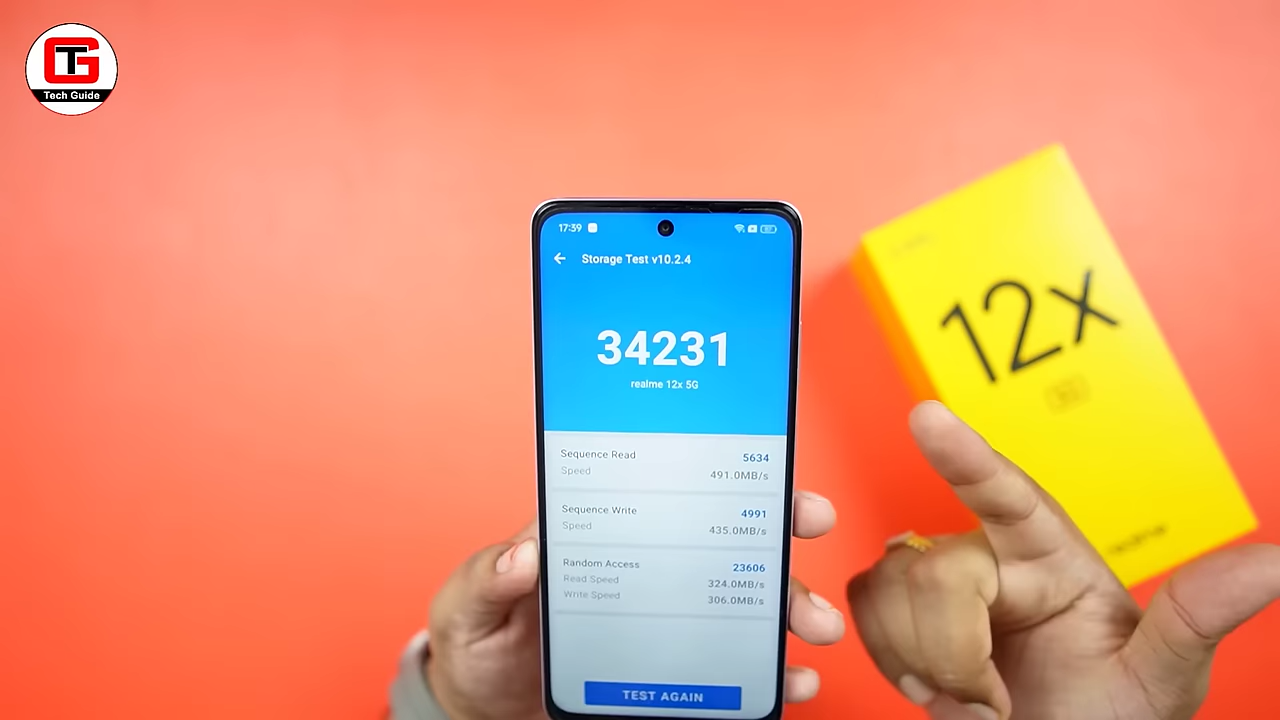 TG
Tech Guide
17:39
Storage Test v10.2.4
34231
realme 12x 5G
Sequence Read 5634
Speed 491.0MB/s
Sequence Write 4991
Speed 435.0MB/s
Random Access 23606
Read Speed 324.0MB/s
Write Speed 306.0MB/s
TEST AGAIN
12x
realme